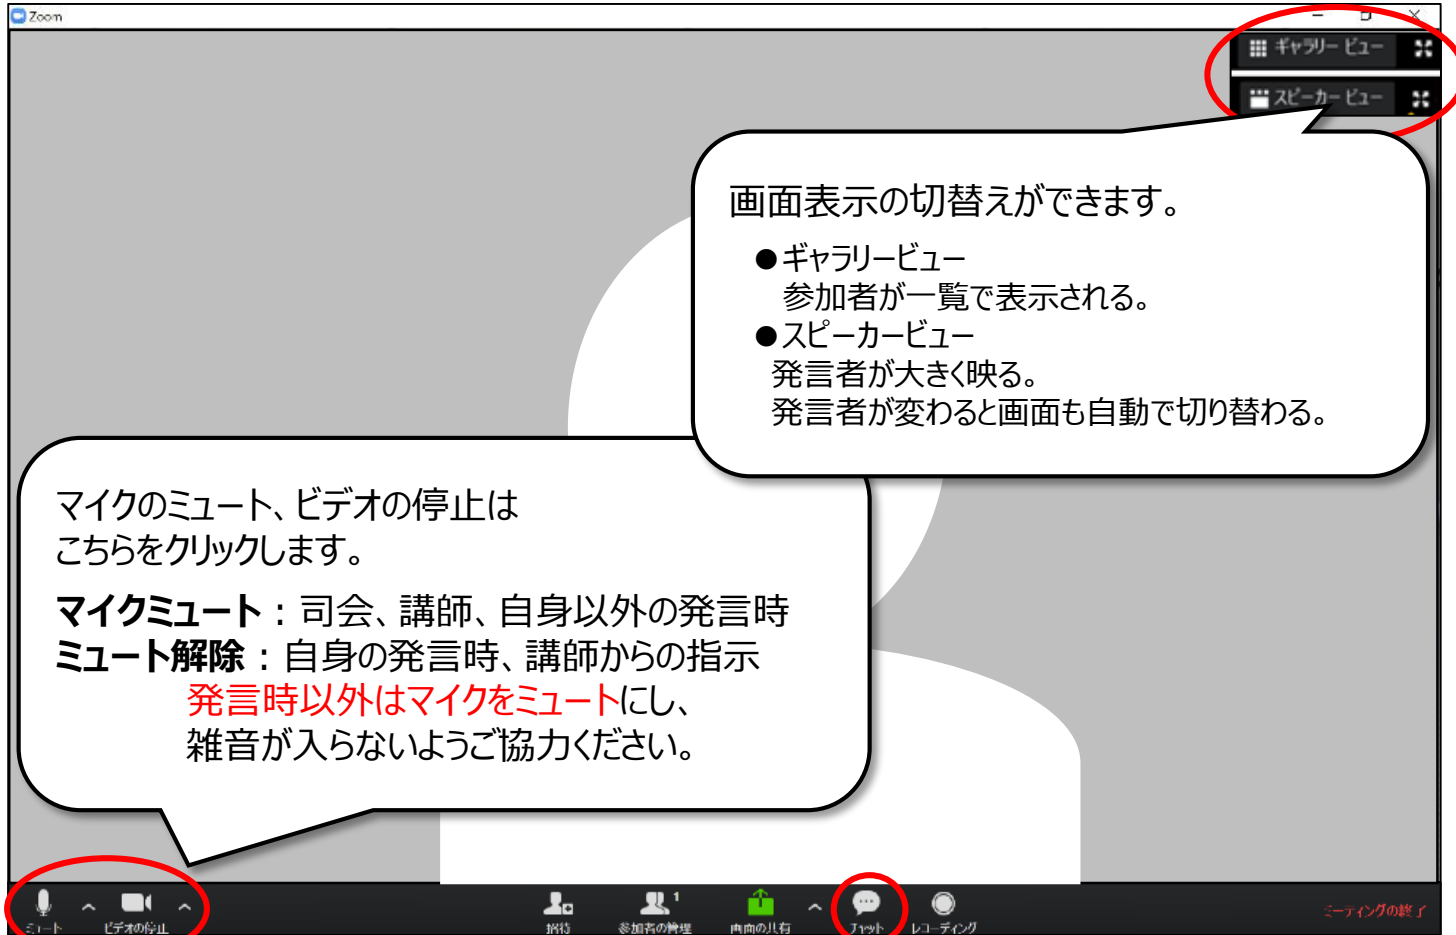 Zoom
ギャラリー ビュー
スピーカー ビュー
画面表示の切替えができます。
●ギャラリービュー
参加者が一覧で表示される。
●スピーカービュー
発言者が大きく映る。
発言者が変わると画面も自動で切り替わる。
マイクのミュート、ビデオの停止は
こちらをクリックします。
マイクミュート：司会、講師、自身以外の発言時
ミュート解除：自身の発言時、講師からの指示
発言時以外はマイクをミュートにし、
雑音が入らないようご協力ください。
ミュート
ビデオの停止
招待
1
参加者の管理
画面の共有
チャット
レコーディング
ミーティングの終了